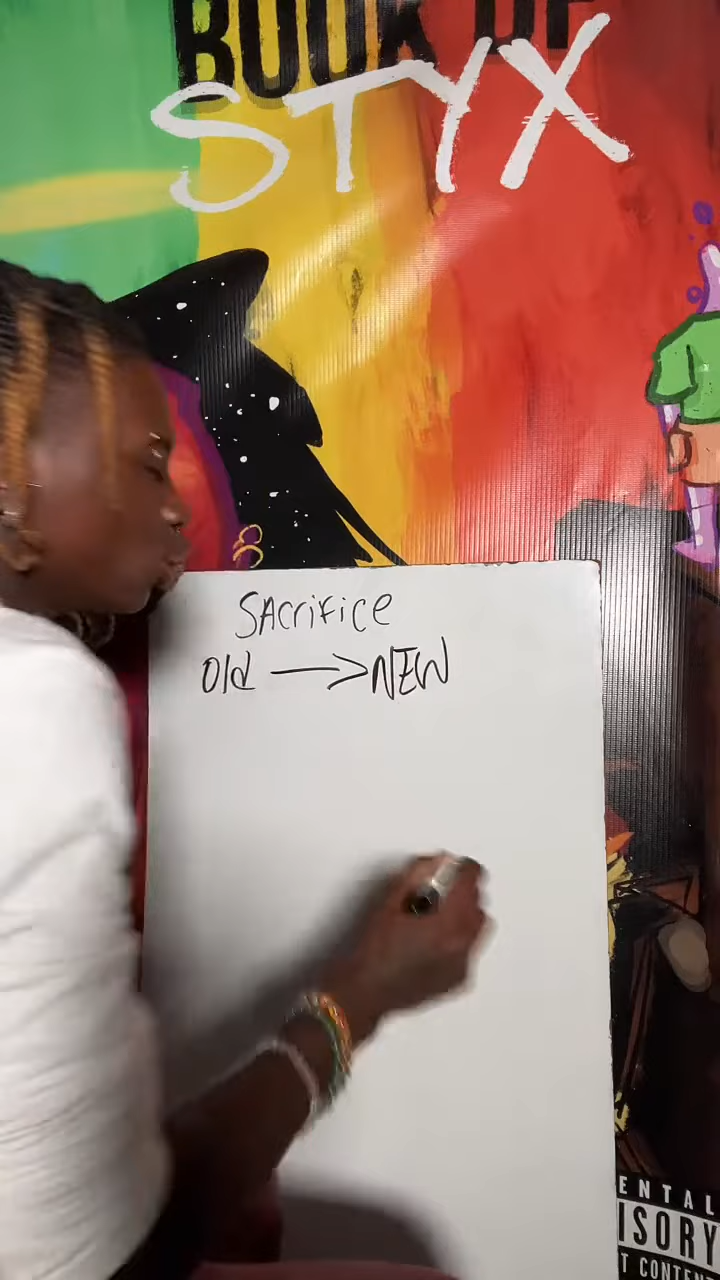 BOOK OF
STYX
SAcrifice
Old —> NEW
ENTAL
ISORY
T CONTEN